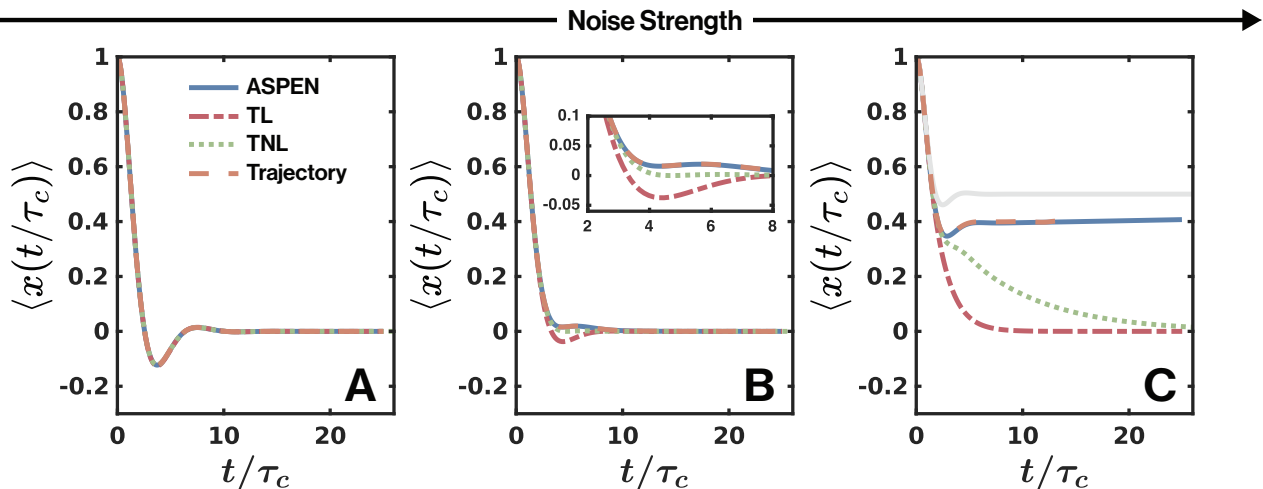 Noise Strength
⟨x(t/τc)⟩
1
0.8
0.6
0.4
0.2
0
-0.2
ASPEN
TL
TNL
Trajectory
A
0 10 20
t/τc
⟨x(t/τc)⟩
1
0.8
0.6
0.4
0.2
0
-0.2
0.1
0.05
0
-0.05
2 4 6 8
B
0 10 20
t/τc
⟨x(t/τc)⟩
1
0.8
0.6
0.4
0.2
0
-0.2
C
0 10 20
t/τc